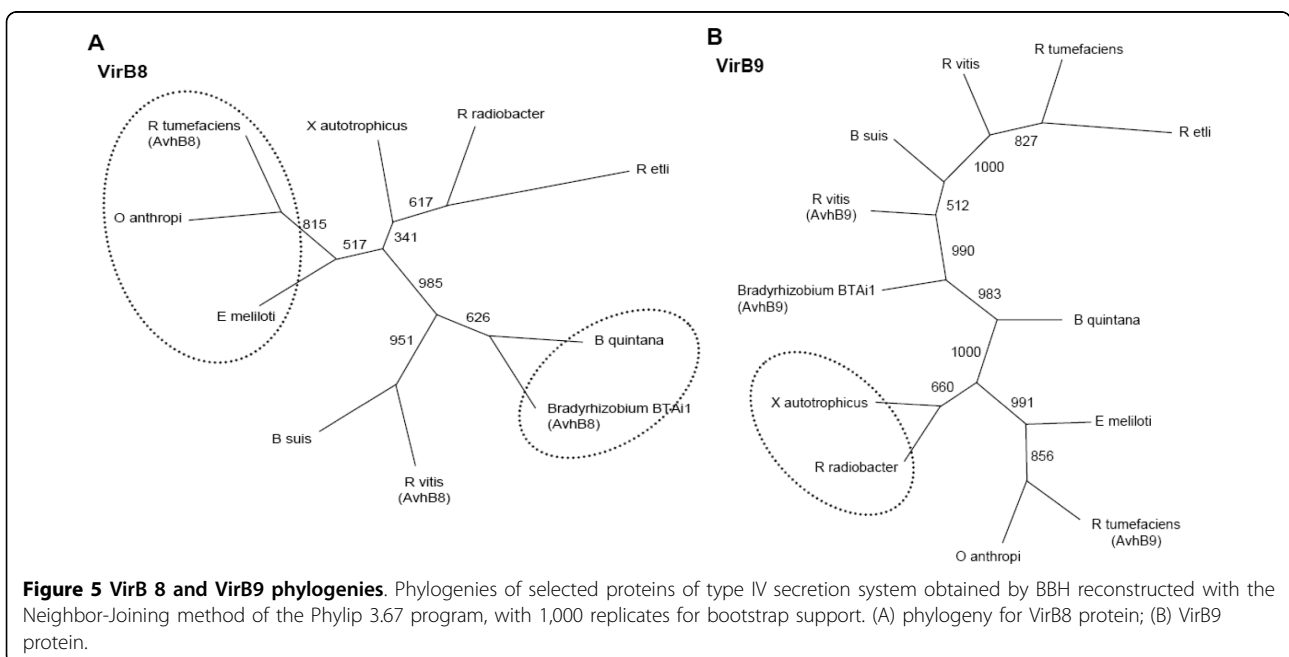 A
VirB8
R tumefaciens
(AvhB8)
X autotrophicus
R radiobacter
R etli
O anthropi
815
617
341
517
E meliloti
985
951
626
B quintana
Bradyrhizobium BTAi1
(AvhB8)
B suis
R vitis
(AvhB8)
B
VirB9
R tumefaciens
R vitis
R etli
827
B suis
1000
R vitis
(AvhB9)
512
990
Bradyrhizobium BTAi1
(AvhB9)
983
B quintana
1000
660
X autotrophicus
991
E meliloti
R radiobacter
856
R tumefaciens
(AvhB9)
O anthropi
Figure 5 VirB 8 and VirB9 phylogenies. Phylogenies of selected proteins of type IV secretion system obtained by BBH reconstructed with the
Neighbor-Joining method of the Phylip 3.67 program, with 1,000 replicates for bootstrap support. (A) phylogeny for VirB8 protein; (B) VirB9
protein.